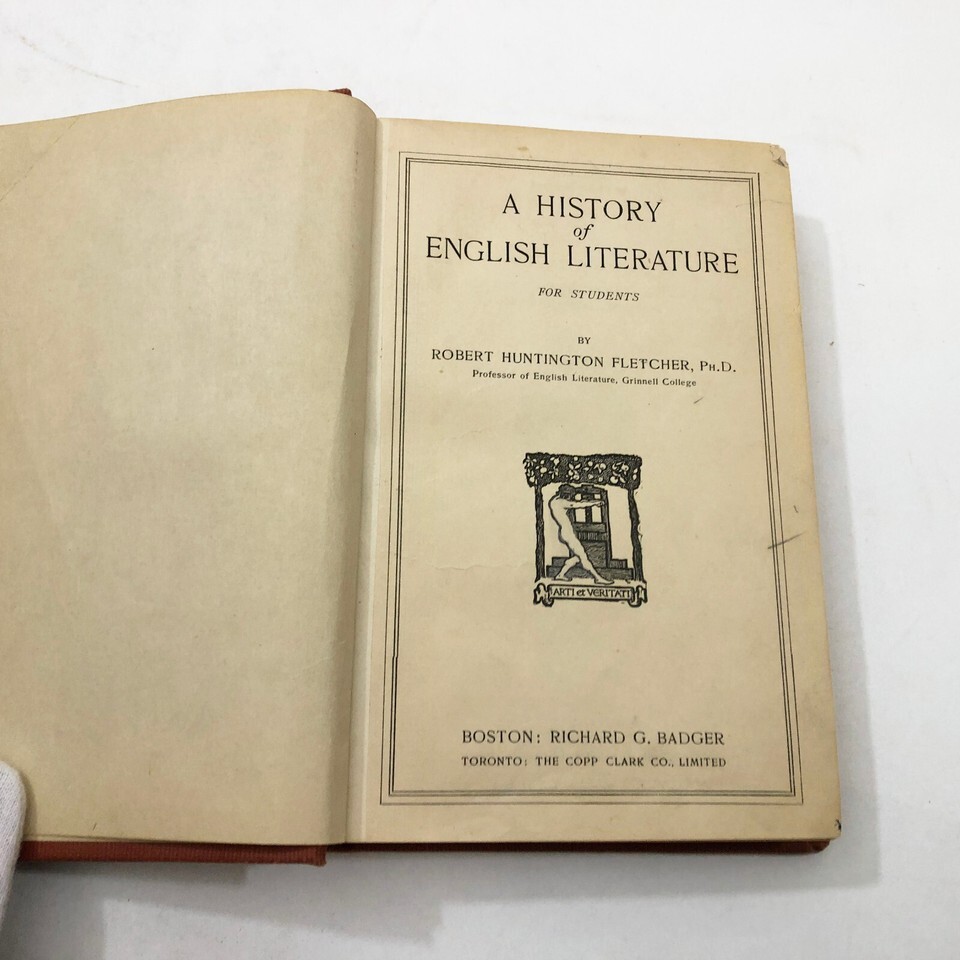 A HISTORY
of
ENGLISH LITERATURE
FOR STUDENTS
BY
ROBERT HUNTINGTON FLETCHER, PH.D.
Professor of English Literature, Grinnell College
ARTI et VERITATI
BOSTON: RICHARD G. BADGER
TORONTO: THE COPP CLARK CO., LIMITED